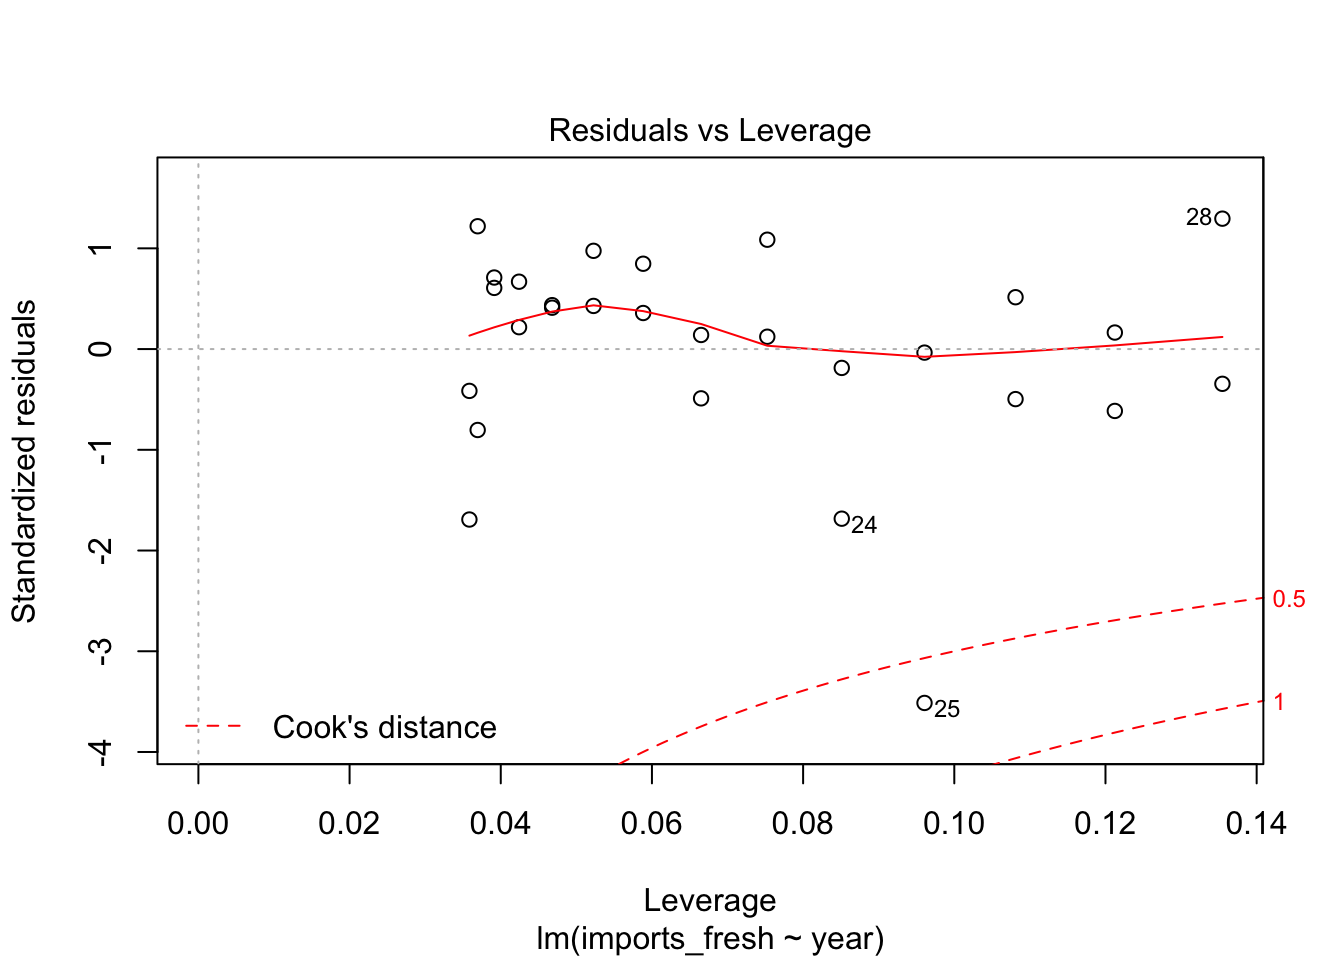 Residuals vs Leverage
Standardized residuals
1
0
-1
-2
-3
-4
28
24
25
0.5
1
Cook's distance
0.00 0.02 0.04 0.06 0.08 0.10 0.12 0.14
Leverage
lm(imports_fresh ~ year)